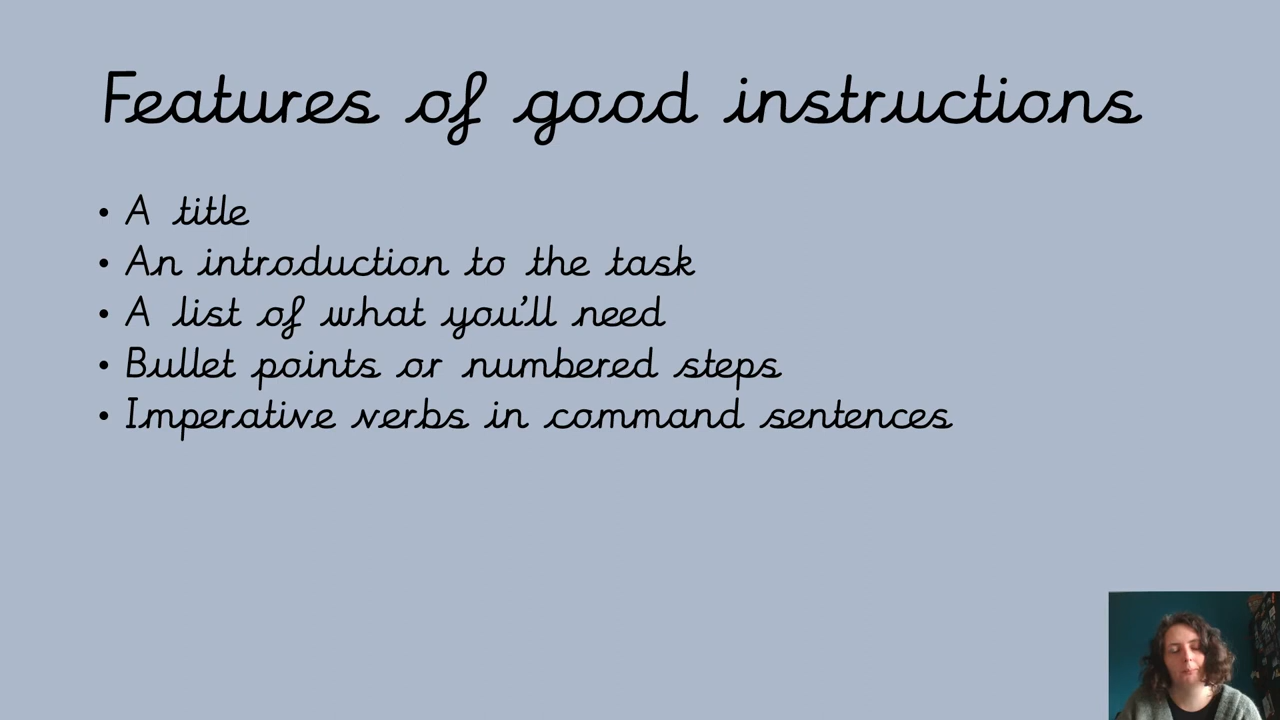 Features of good instructions
• A title
• An introduction to the task
• A list of what you’ll need
• Bullet points or numbered steps
• Imperative verbs in command sentences